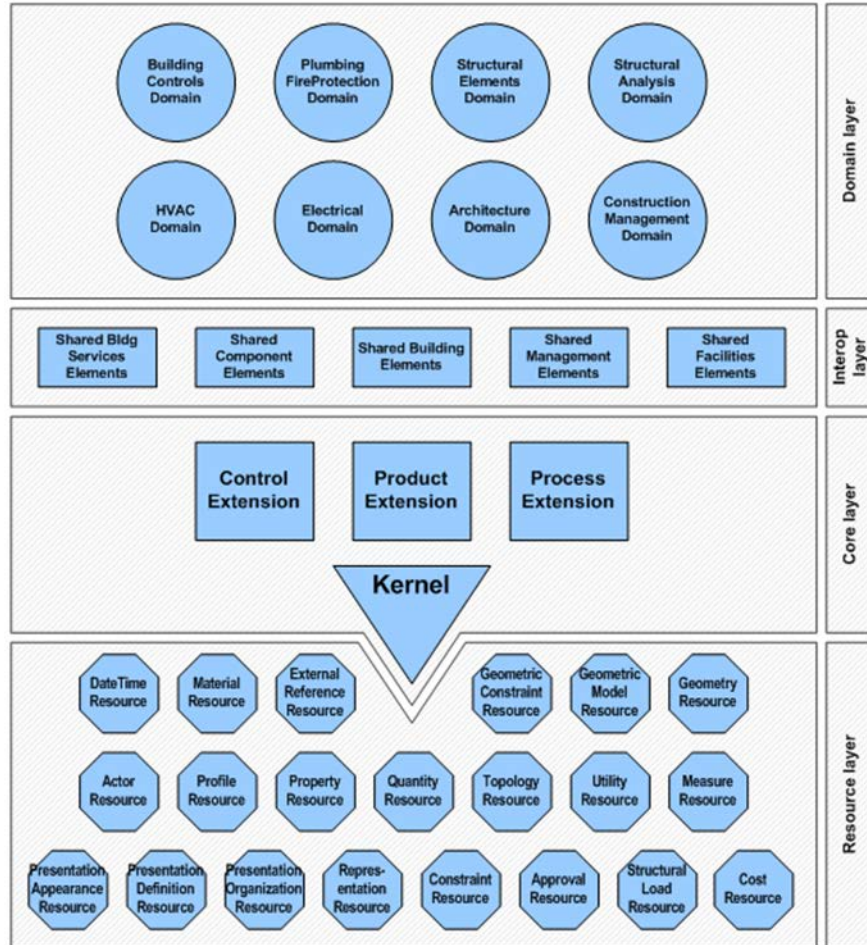 Building
Controls
Domain
Plumbing
FireProtection
Domain
Structural
Elements
Domain
Structural
Analysis
Domain
HVAC
Domain
Electrical
Domain
Architecture
Domain
Construction
Management
Domain
Domain layer
Shared Bldg
Services
Elements
Shared
Component
Elements
Shared Building
Elements
Shared
Management
Elements
Shared
Facilities
Elements
Interop
layer
Control
Extension
Product
Extension
Process
Extension
Kernel
Core layer
DateTime
Resource
Material
Resource
External
Reference
Resource
Geometric
Constraint
Resource
Geometric
Model
Resource
Geometry
Resource
Actor
Resource
Profile
Resource
Property
Resource
Quantity
Resource
Topology
Resource
Utility
Resource
Measure
Resource
Presentation
Appearance
Resource
Presentation
Definition
Resource
Presentation
Organization
Resource
Repres-
entation
Resource
Constraint
Resource
Approval
Resource
Structural
Load
Resource
Cost
Resource
Resource layer